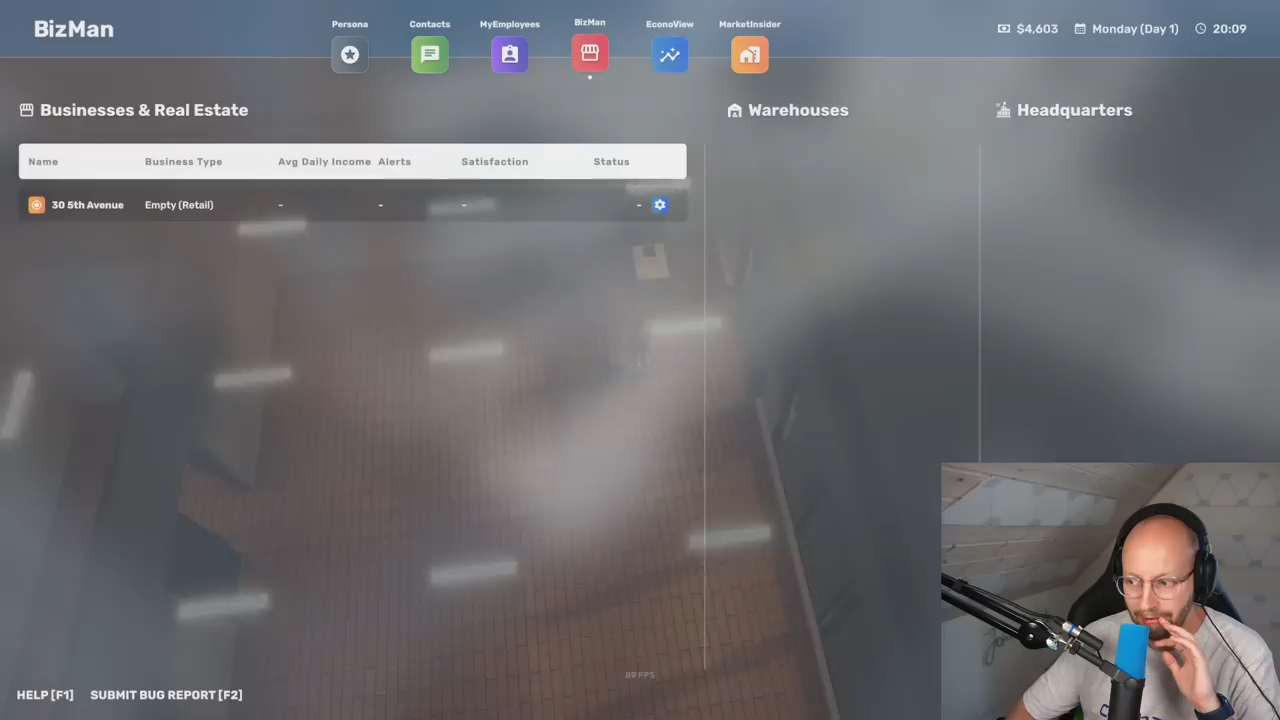 BizMan
Persona
Contacts
MyEmployees
BizMan
EconoView
MarketInsider
$4,603
Monday (Day 1)
20:09
Businesses & Real Estate
Warehouses
Headquarters
Name Business Type Avg Daily Income Alerts Satisfaction Status
30 5th Avenue Empty (Retail) - - - -
89 FPS
HELP [F1] SUBMIT BUG REPORT [F2]